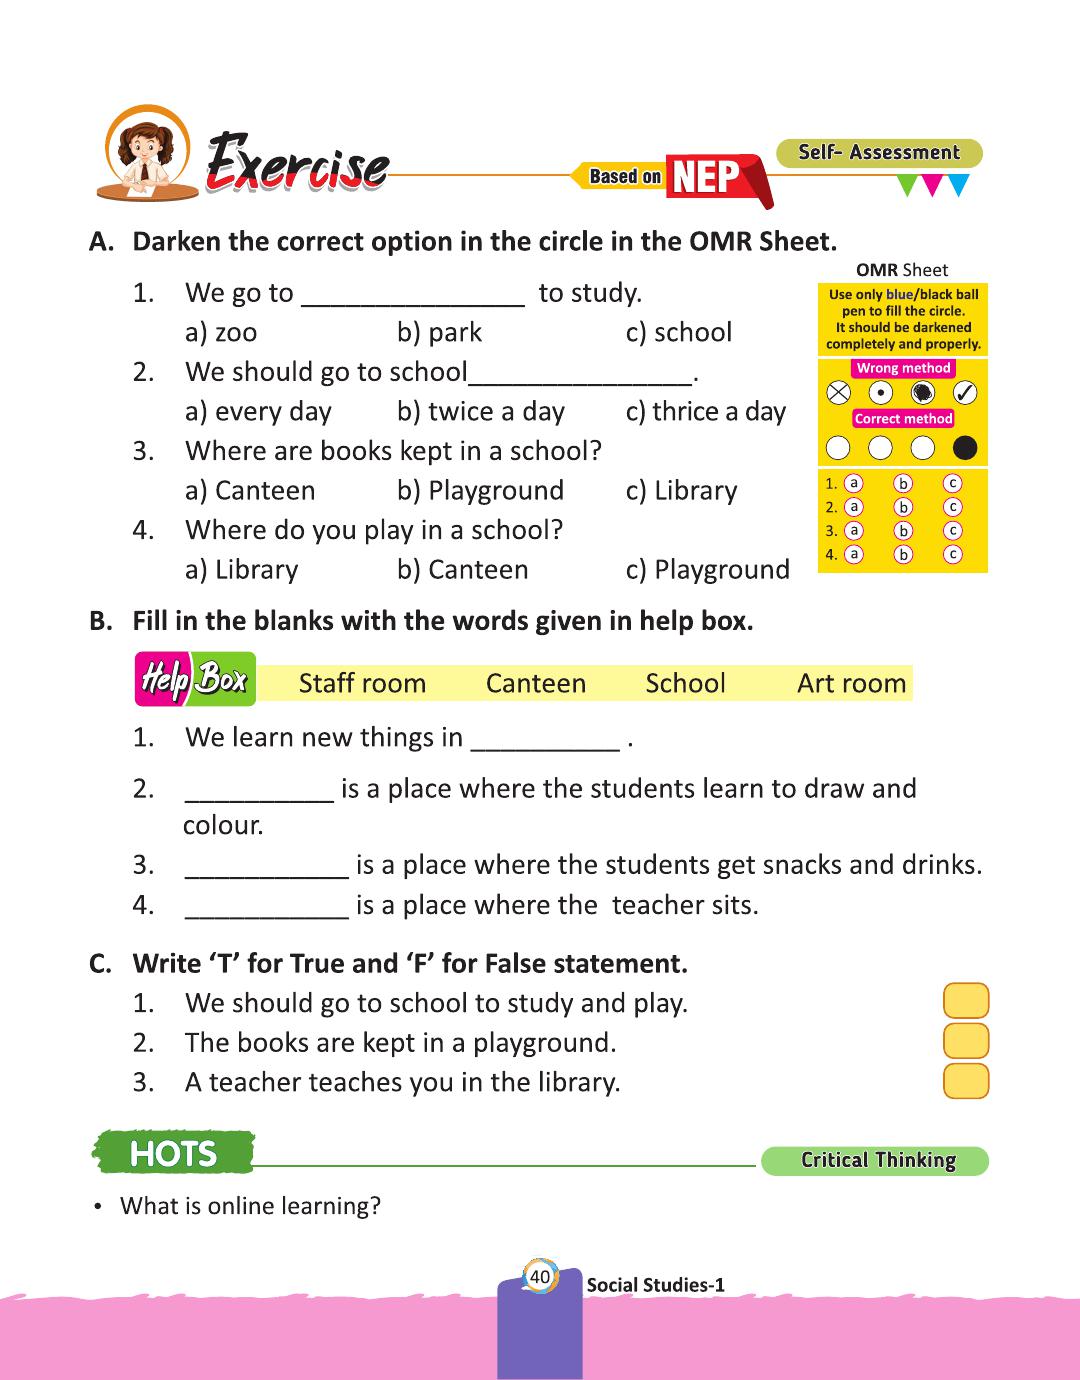 Exercise
Based on NEP
Self- Assessment
A. Darken the correct option in the circle in the OMR Sheet.
1. We go to _______________ to study.
a) zoo b) park c) school
2. We should go to school_______________.
a) every day b) twice a day c) thrice a day
3. Where are books kept in a school?
a) Canteen b) Playground c) Library
4. Where do you play in a school?
a) Library b) Canteen c) Playground
OMR Sheet
Use only blue/black ball
pen to fill the circle.
It should be darkened
completely and properly.
Wrong method
Correct method
1. a b c
2. a b c
3. a b c
4. a b c
B. Fill in the blanks with the words given in help box.
Help Box Staff room Canteen School Art room
1. We learn new things in __________ .
2. __________ is a place where the students learn to draw and
colour.
3. ___________ is a place where the students get snacks and drinks.
4. ___________ is a place where the teacher sits.
C. Write ‘T’ for True and ‘F’ for False statement.
1. We should go to school to study and play.
2. The books are kept in a playground.
3. A teacher teaches you in the library.
HOTS
Critical Thinking
• What is online learning?
40
Social Studies-1